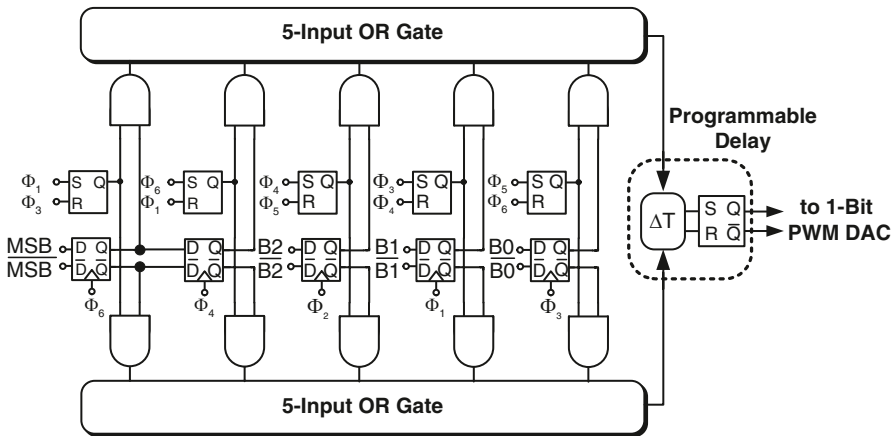 5-Input OR Gate
Programmable
Delay
Φ1 S Q Φ6 S Q Φ4 S Q Φ3 S Q Φ5 S Q
Φ3 R Φ1 R Φ5 R Φ4 R Φ6 R
ΔT S Q to 1-Bit
R Q̅ PWM DAC
MSB D Q D Q B2 D Q B1 D Q B0 D Q
M̅S̅B̅ D̅ Q̅ D̅ Q̅ B̅2̅ D̅ Q̅ B̅1̅ D̅ Q̅ B̅0̅ D̅ Q̅
Φ6 Φ4 Φ2 Φ1 Φ3
5-Input OR Gate